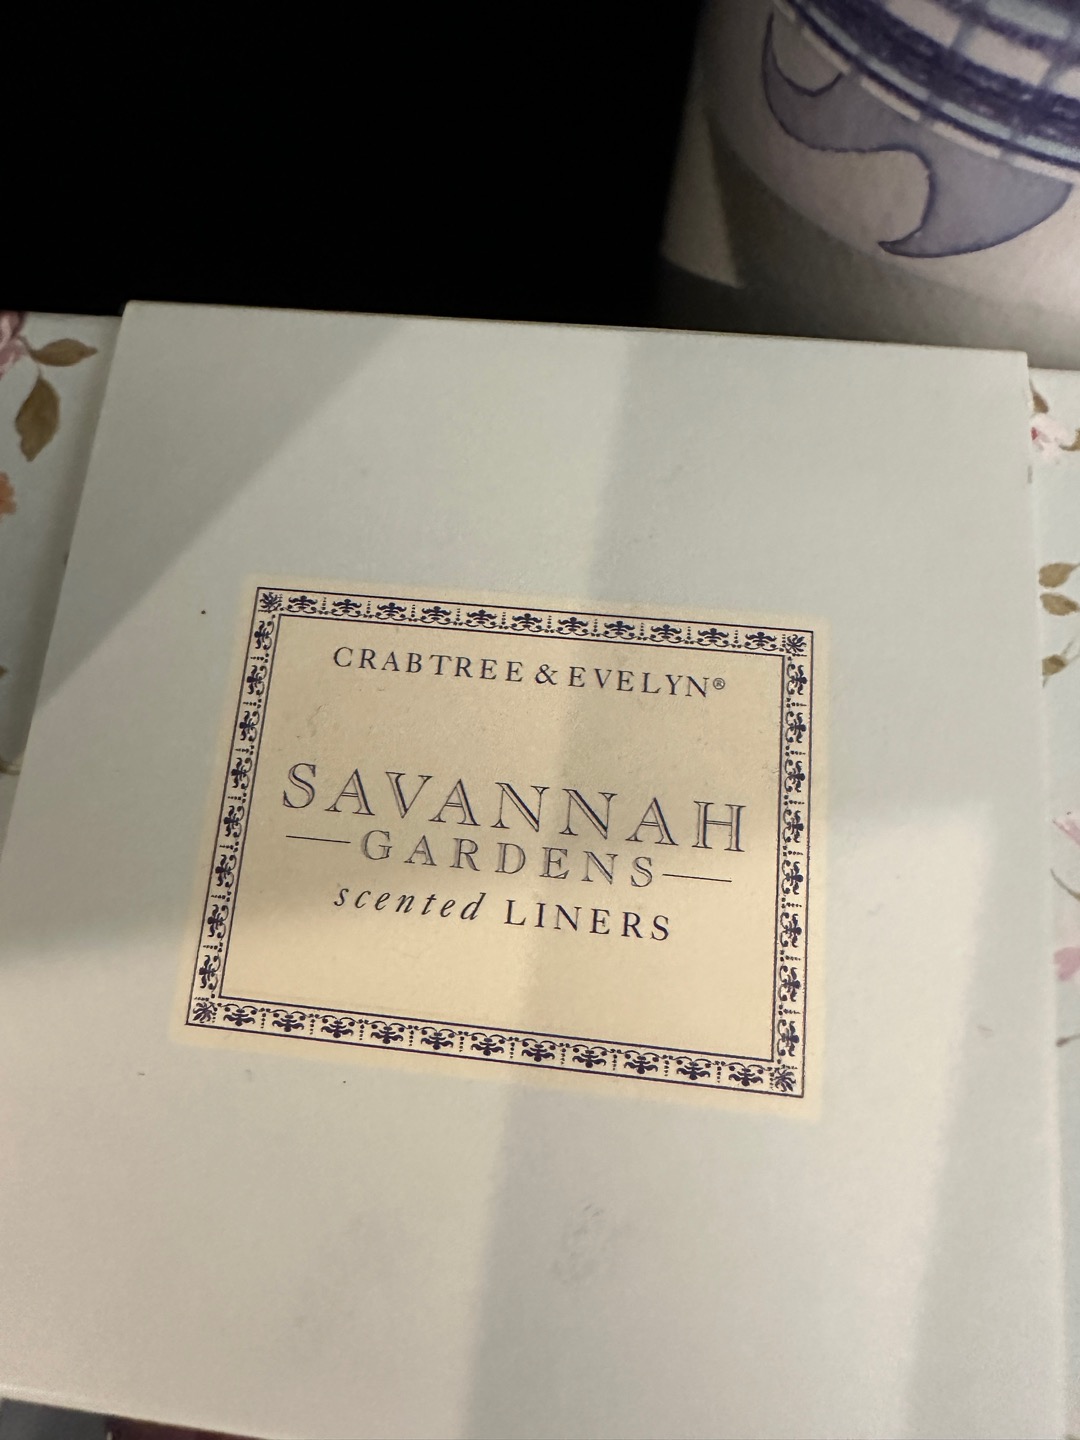 CRABTREE & EVELYN®
SAVANNAH
GARDENS
scented LINERS